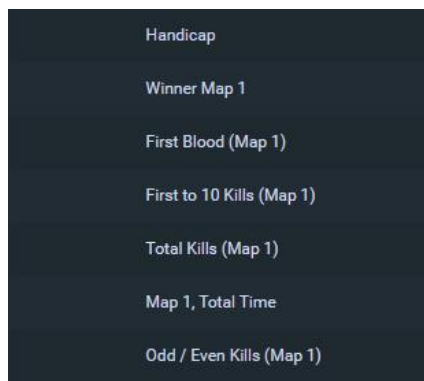 Handicap
Winner Map 1
First Blood (Map 1)
First to 10 Kills (Map 1)
Total Kills (Map 1)
Map 1, Total Time
Odd / Even Kills (Map 1)